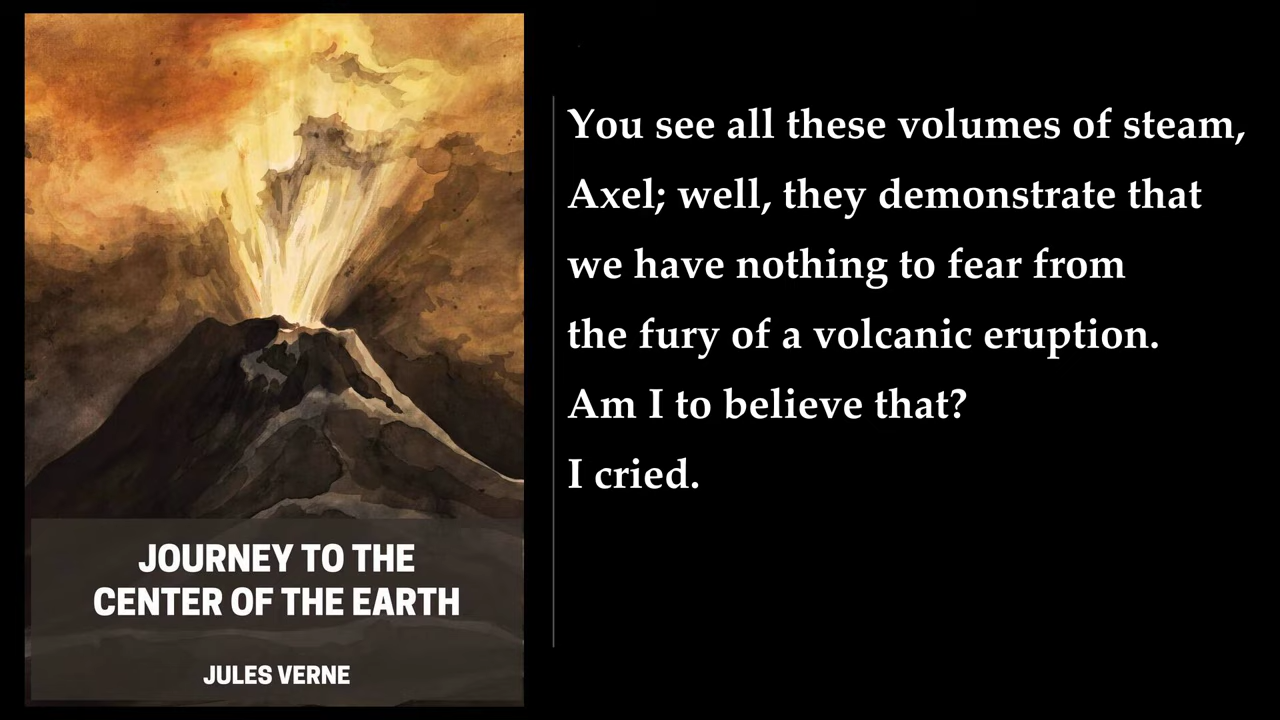 JOURNEY TO THE
CENTER OF THE EARTH
JULES VERNE
You see all these volumes of steam,
Axel; well, they demonstrate that
we have nothing to fear from
the fury of a volcanic eruption.
Am I to believe that?
I cried.